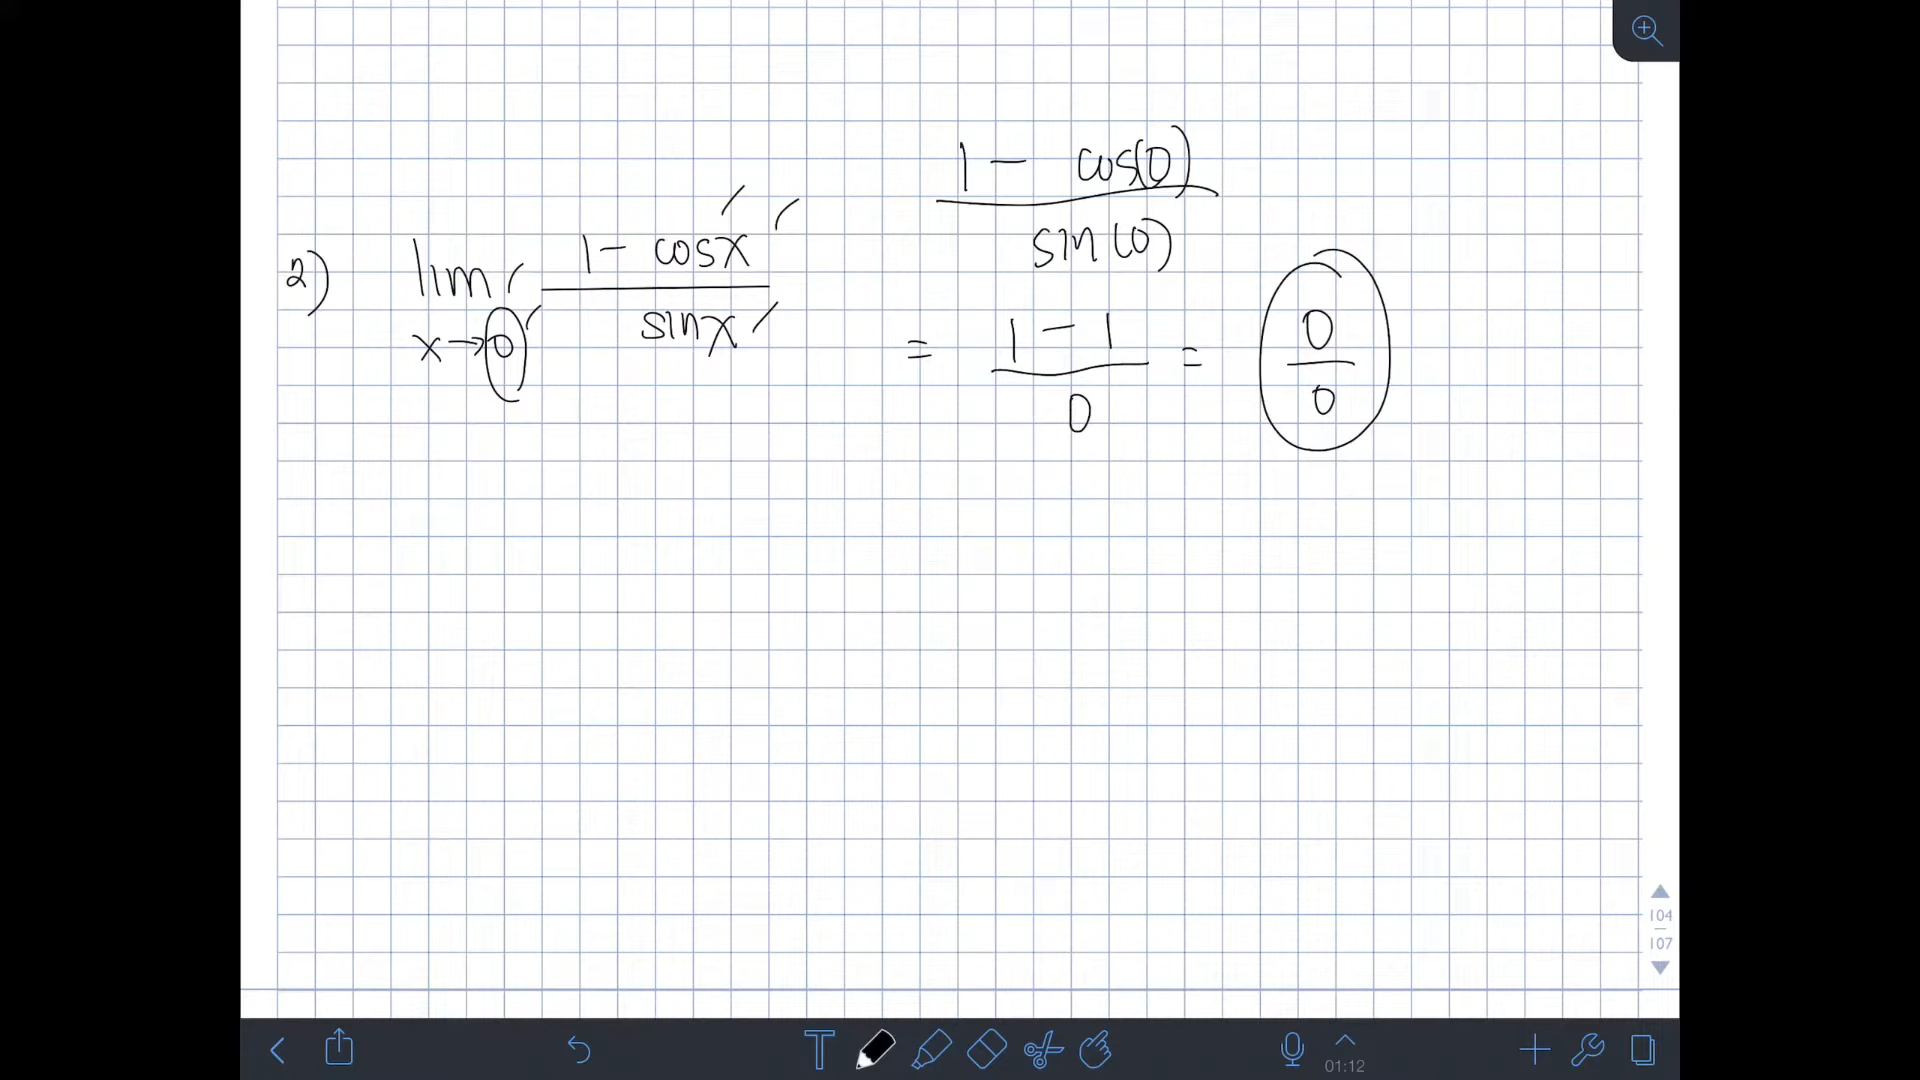 2) lim x→0 (1 - cosx)/(sinx)
(1 - cos(0))/(sin(0))
= (1 - 1)/0 = 0/0
104
107
T
01:12